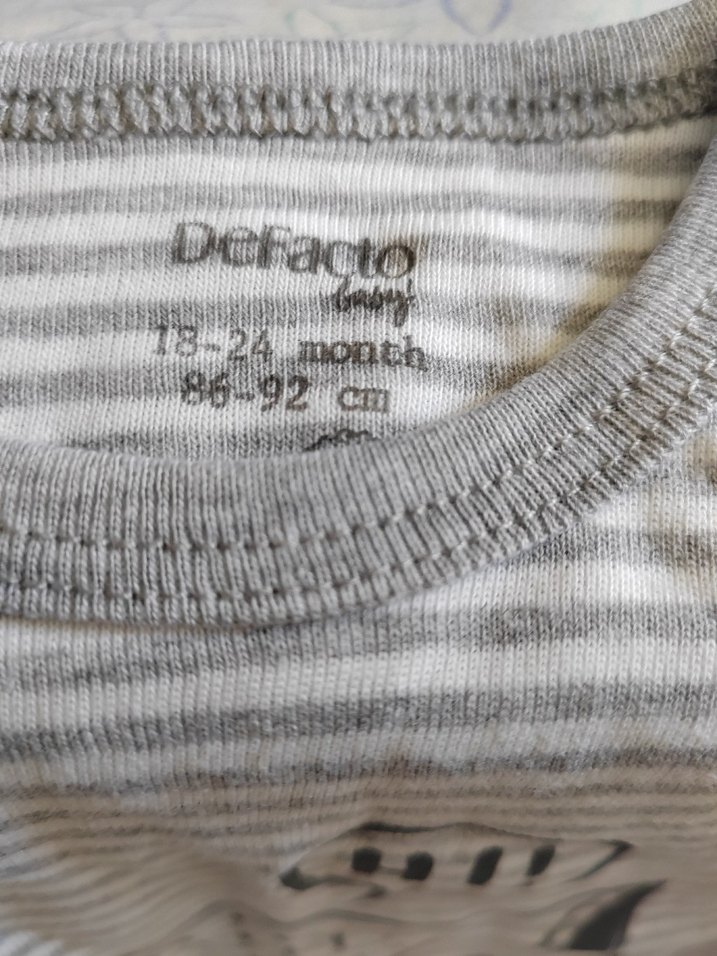 DeFacto
baby
18-24 month
86-92 cm